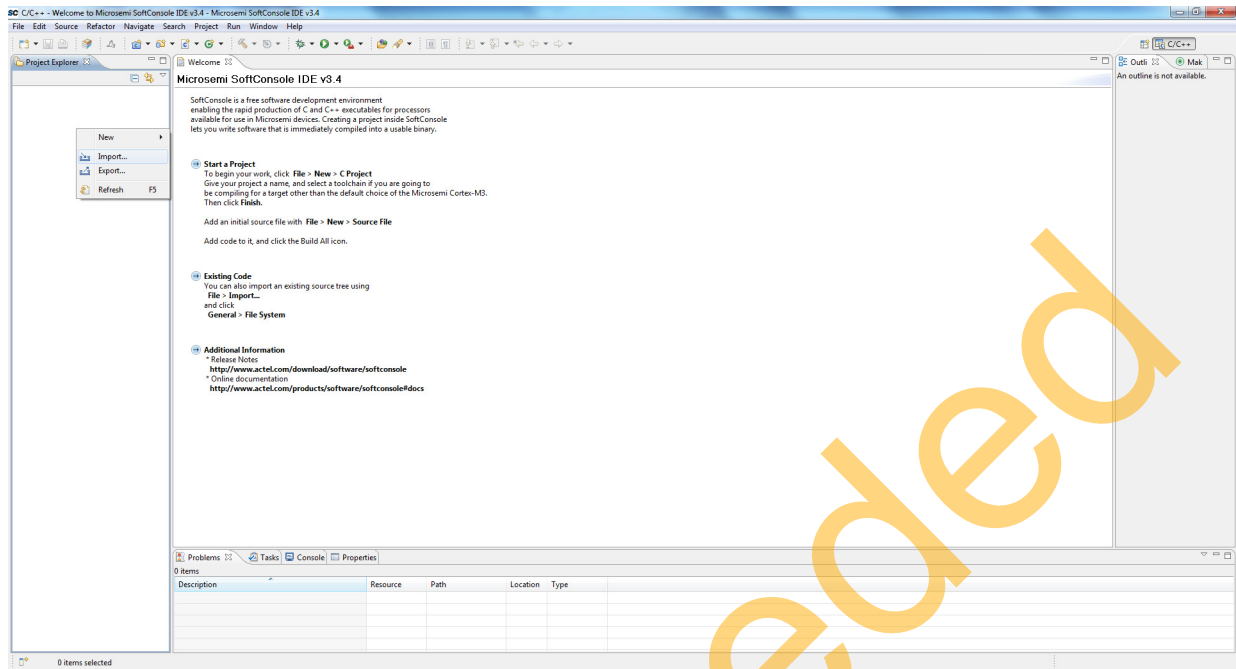 SC C/C++ - Welcome to Microsemi SoftConsole IDE v3.4 - Microsemi SoftConsole IDE v3.4
File Edit Source Refactor Navigate Search Project Run Window Help
C/C++
Project Explorer
Welcome
Outli
Mak
An outline is not available.
New
Import...
Export...
Refresh F5
Microsemi SoftConsole IDE v3.4
SoftConsole is a free software development environment
enabling the rapid production of C and C++ executables for processors
available for use in Microsemi devices. Creating a project inside SoftConsole
lets you write software that is immediately compiled into a usable binary.
Start a Project
To begin your work, click File > New > C Project
Give your project a name, and select a toolchain if you are going to
be compiling for a target other than the default choice of the Microsemi Cortex-M3.
Then click Finish.
Add an initial source file with File > New > Source File
Add code to it, and click the Build All icon.
Existing Code
You can also import an existing source tree using
File > Import...
and click
General > File System
Additional Information
* Release Notes
http://www.actel.com/download/software/softconsole
* Online documentation
http://www.actel.com/products/software/softconsole#docs
Problems Tasks Console Properties
0 items
Description Resource Path Location Type
0 items selected
ded